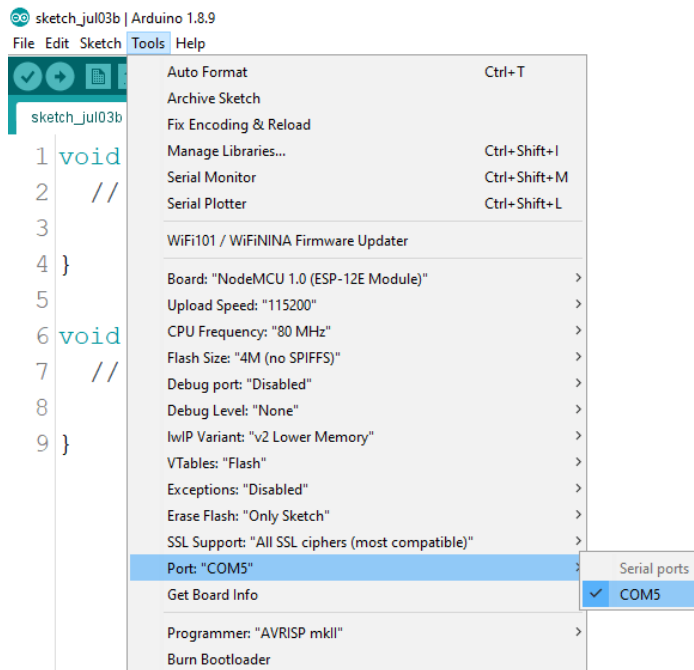 sketch_jul03b | Arduino 1.8.9
File Edit Sketch Tools Help
sketch_jul03b
Auto Format Ctrl+T
Archive Sketch
Fix Encoding & Reload
Manage Libraries... Ctrl+Shift+I
Serial Monitor Ctrl+Shift+M
Serial Plotter Ctrl+Shift+L
WiFi101 / WiFiNINA Firmware Updater
Board: "NodeMCU 1.0 (ESP-12E Module)"
Upload Speed: "115200"
CPU Frequency: "80 MHz"
Flash Size: "4M (no SPIFFS)"
Debug port: "Disabled"
Debug Level: "None"
lwIP Variant: "v2 Lower Memory"
VTables: "Flash"
Exceptions: "Disabled"
Erase Flash: "Only Sketch"
SSL Support: "All SSL ciphers (most compatible)"
Port: "COM5"
Get Board Info
Programmer: "AVRISP mkII"
Burn Bootloader
Serial ports
COM5
1 void
2 //
3
4 }
5
6 void
7 //
8
9 }